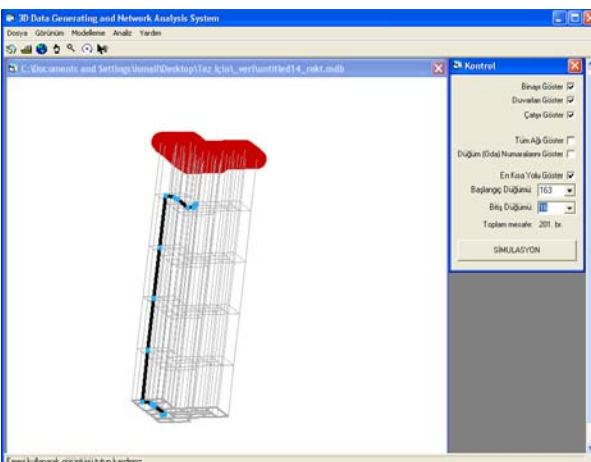 3D Data Generating and Network Analysis System
Dosya Görünüm Modelleme Analiz Yardım
C:\Documents and Settings\ismail\Desktop\Tez için\_veri\untitled14_rekt.mdb
Kontrol
Binayı Göster
Duvarları Göster
Çatıyı Göster
Tüm Ağı Göster
Düğüm (Oda) Numaralarını Göster
En Kısa Yolu Göster
Başlangıç Düğümü: 163
Bitiş Düğümü: 16
Toplam mesafe: 201. br.
SİMULASYON